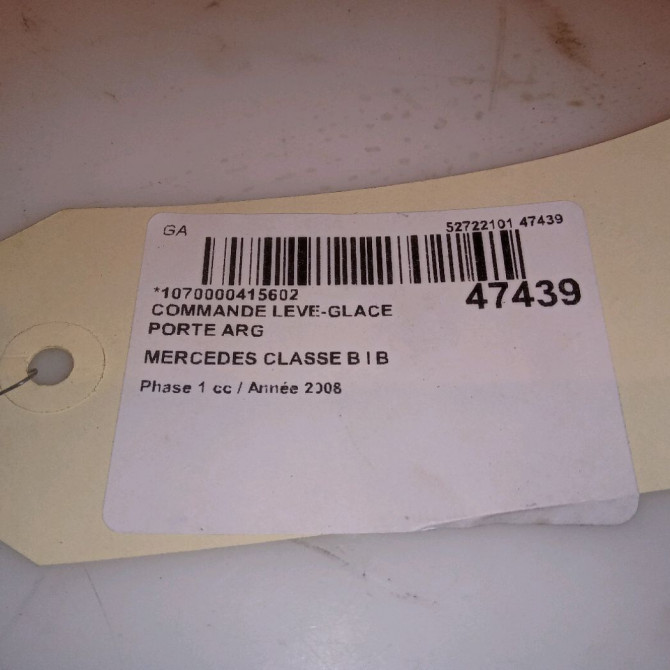 GA
52722101 47439
*1070000415602
47439
COMMANDE LEVE-GLACE
PORTE ARG
MERCEDES CLASSE B I B
Phase 1 cc / Année 2008